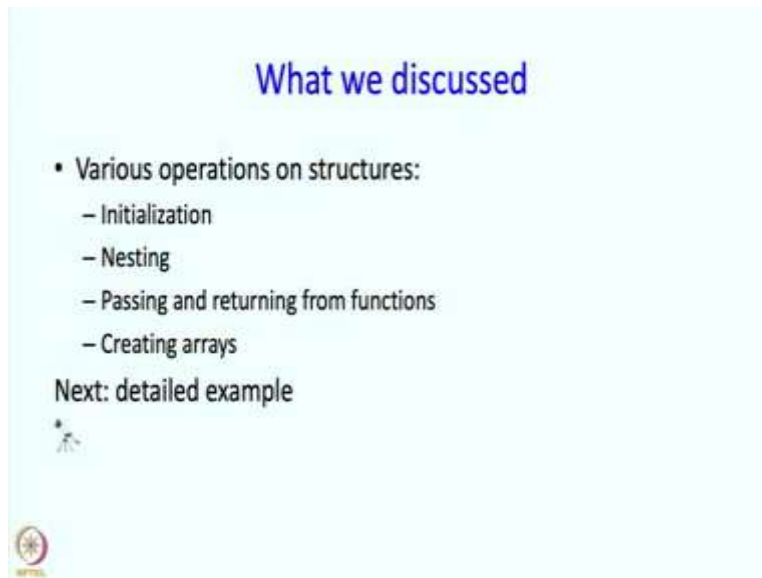 What we discussed
• Various operations on structures:
– Initialization
– Nesting
– Passing and returning from functions
– Creating arrays
Next: detailed example
NPTEL